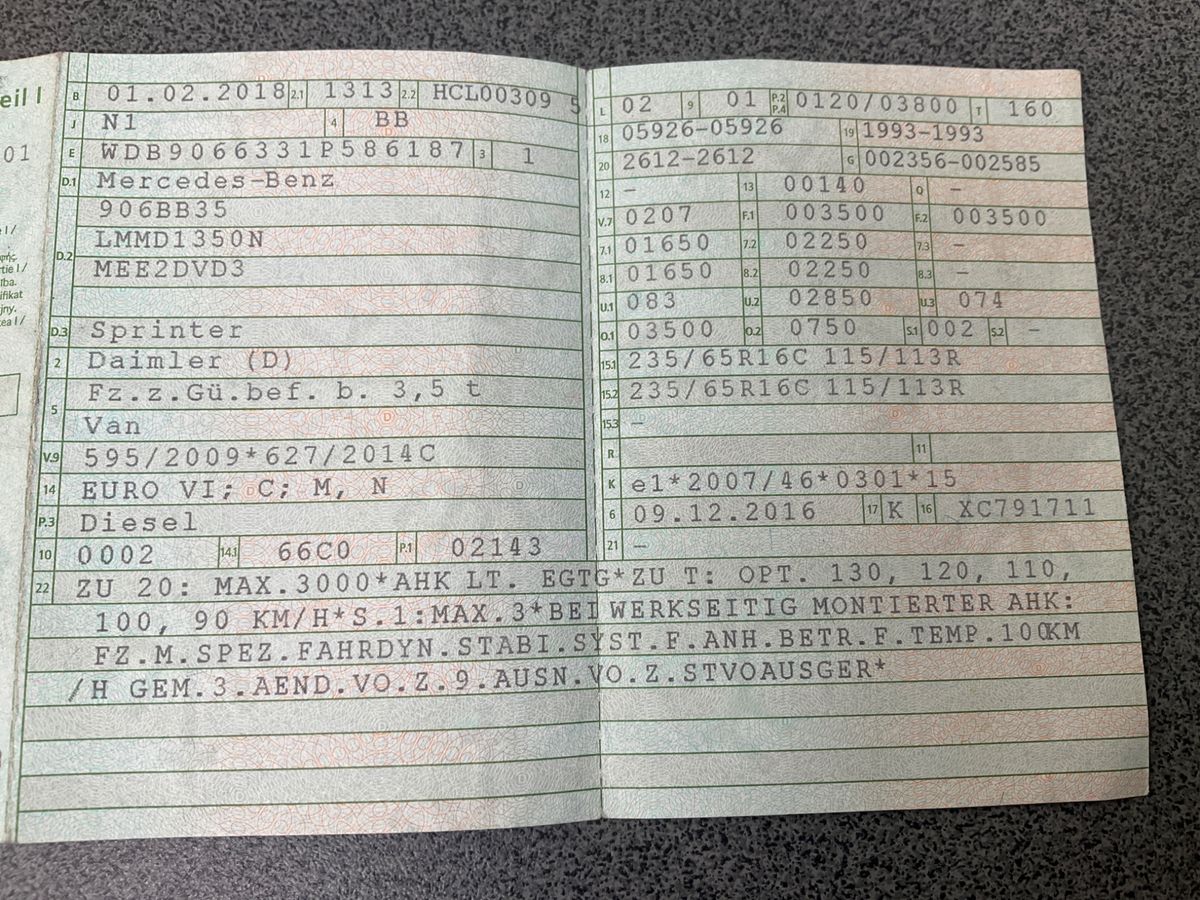 eil I
01
e I /
φής
rtie I /
ība.
ifikat
jny.
tea I /
B 01.02.2018 2.1 1313 2.2 HCL00309 5
J N1 4 BB
E WDB9066331P586187 3 1
D.1 Mercedes-Benz
906BB35
D.2 LMMD1350N
MEE2DVD3
D.3 Sprinter
2 Daimler (D)
Fz.z.Gü.bef. b. 3,5 t
5
Van
V.9 595/2009*627/2014C
14 EURO VI; C; M, N
P.3 Diesel
10 0002 14.1 66C0 P.1 02143
L 02 9 01 P.2 P.4 0120/03800 T 160
18 05926-05926 19 1993-1993
20 2612-2612 G 002356-002585
12 – 13 00140 Q –
V.7 0207 F.1 003500 F.2 003500
7.1 01650 7.2 02250 7.3 –
8.1 01650 8.2 02250 8.3 –
U.1 083 U.2 02850 U.3 074
O.1 03500 O.2 0750 S.1 002 S.2 –
15.1 235/65R16C 115/113R
15.2 235/65R16C 115/113R
15.3 –
R 11
K e1*2007/46*0301*15
6 09.12.2016 17 K 16 XC791711
21 –
22 ZU 20: MAX.3000*AHK LT. EGTG*ZU T: OPT. 130, 120, 110,
100, 90 KM/H*S.1:MAX.3*BEI WERKSEITIG MONTIERTER AHK:
FZ.M.SPEZ.FAHRDYN.STABI.SYST.F.ANH.BETR.F.TEMP.100KM
/H GEM.3.AEND.VO.Z.9.AUSN.VO.Z.STVOAUSGER*